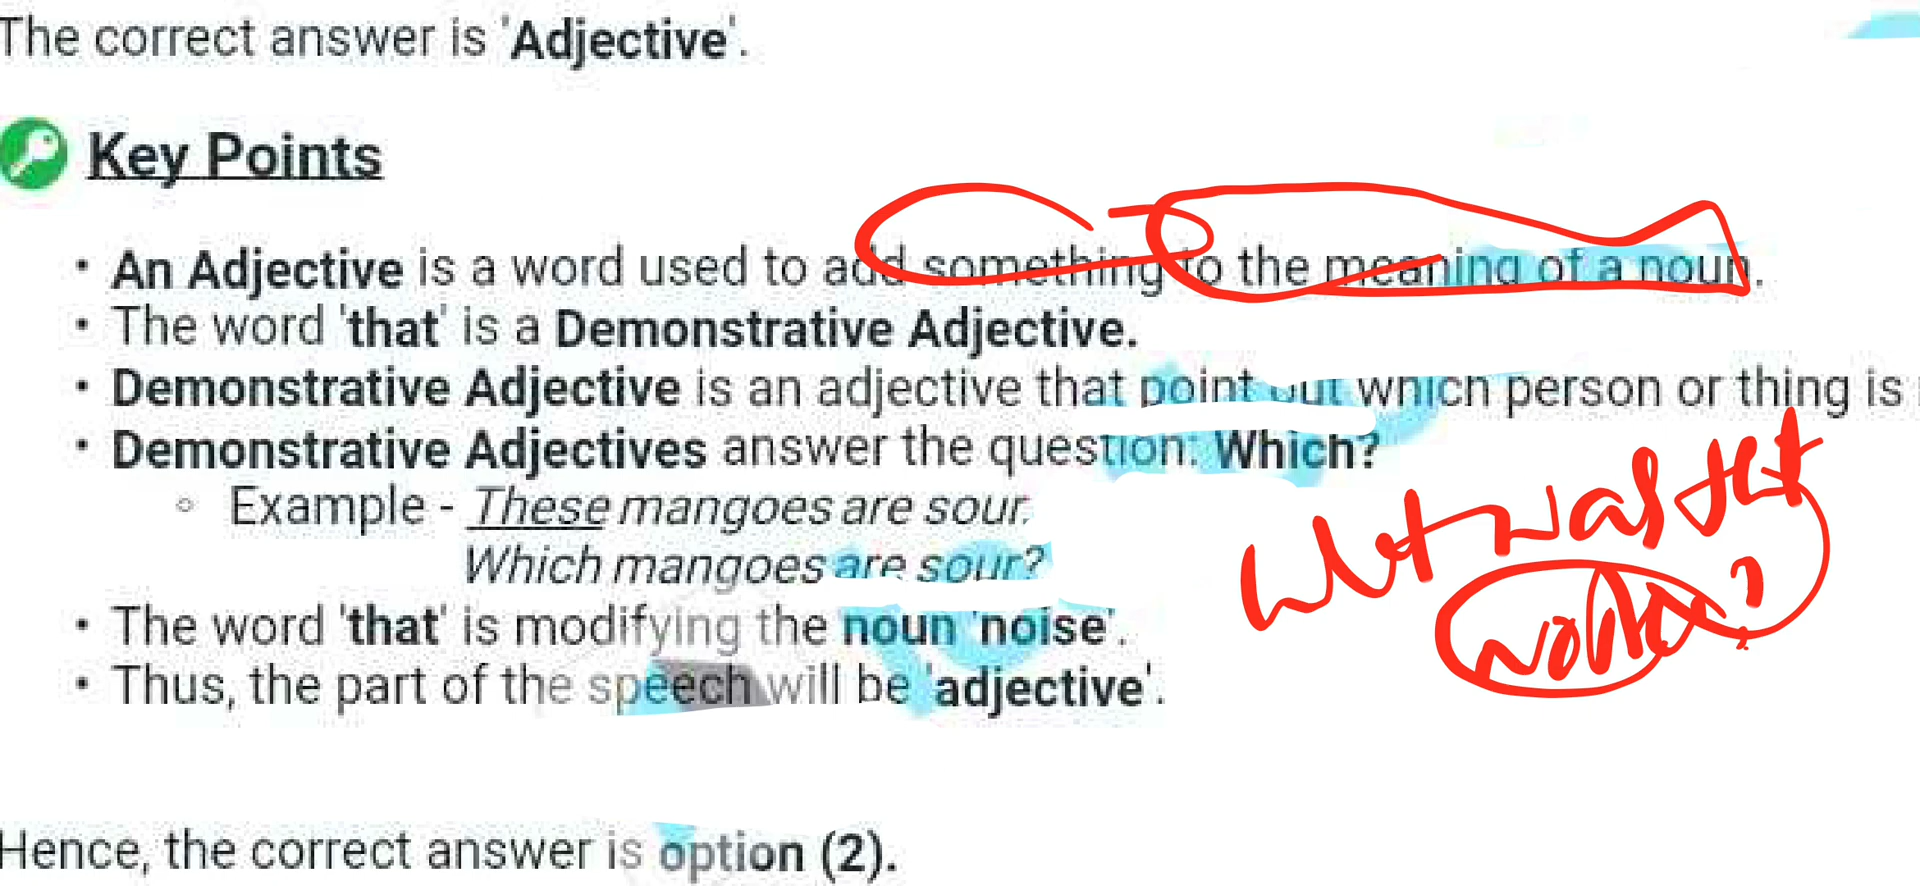 The correct answer is 'Adjective'.
Key Points
• An Adjective is a word used to add something to the meaning of a noun.
• The word 'that' is a Demonstrative Adjective.
• Demonstrative Adjective is an adjective that point out which person or thing is
• Demonstrative Adjectives answer the question: Which?
◦ Example - These mangoes are sour.
Which mangoes are sour?
What was that
noise?
• The word 'that' is modifying the noun 'noise'.
• Thus, the part of the speech will be 'adjective'.
Hence, the correct answer is option (2).